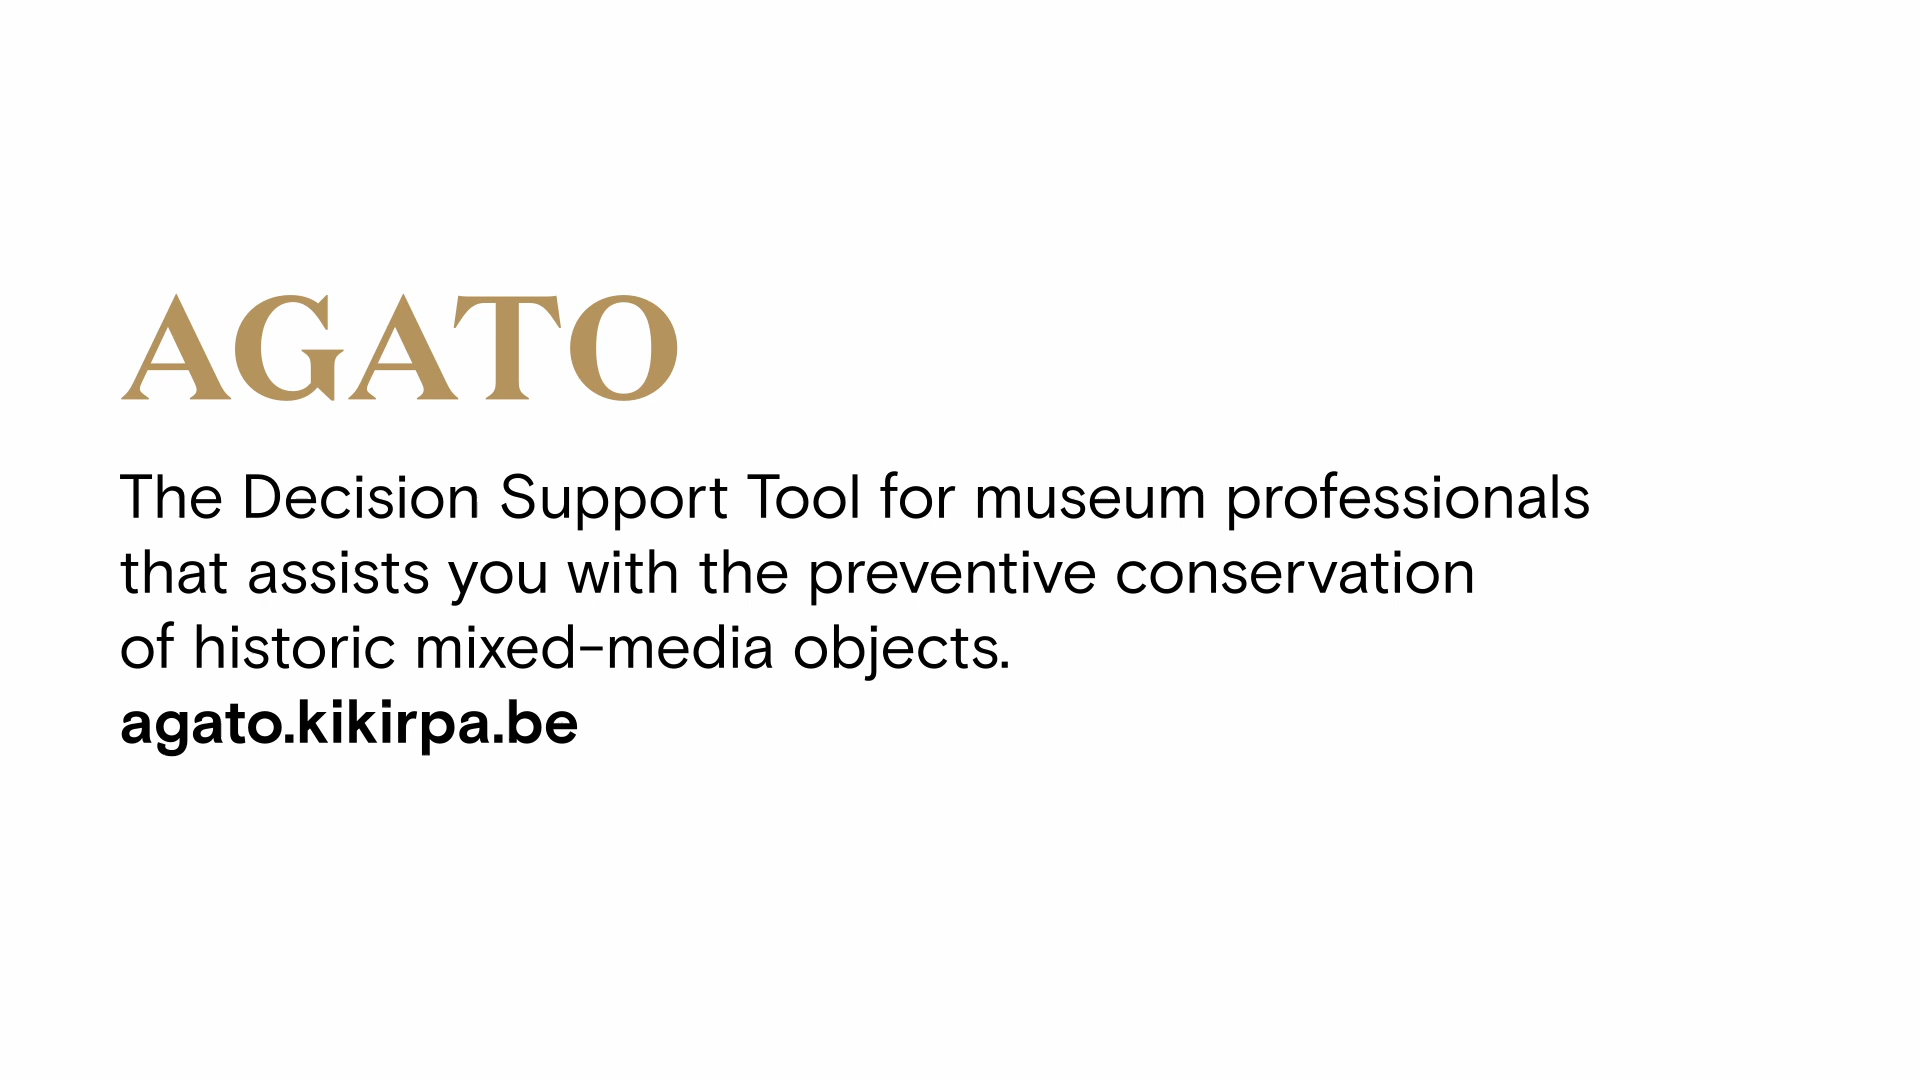 AGATO
The Decision Support Tool for museum professionals
that assists you with the preventive conservation
of historic mixed-media objects.
agato.kikirpa.be